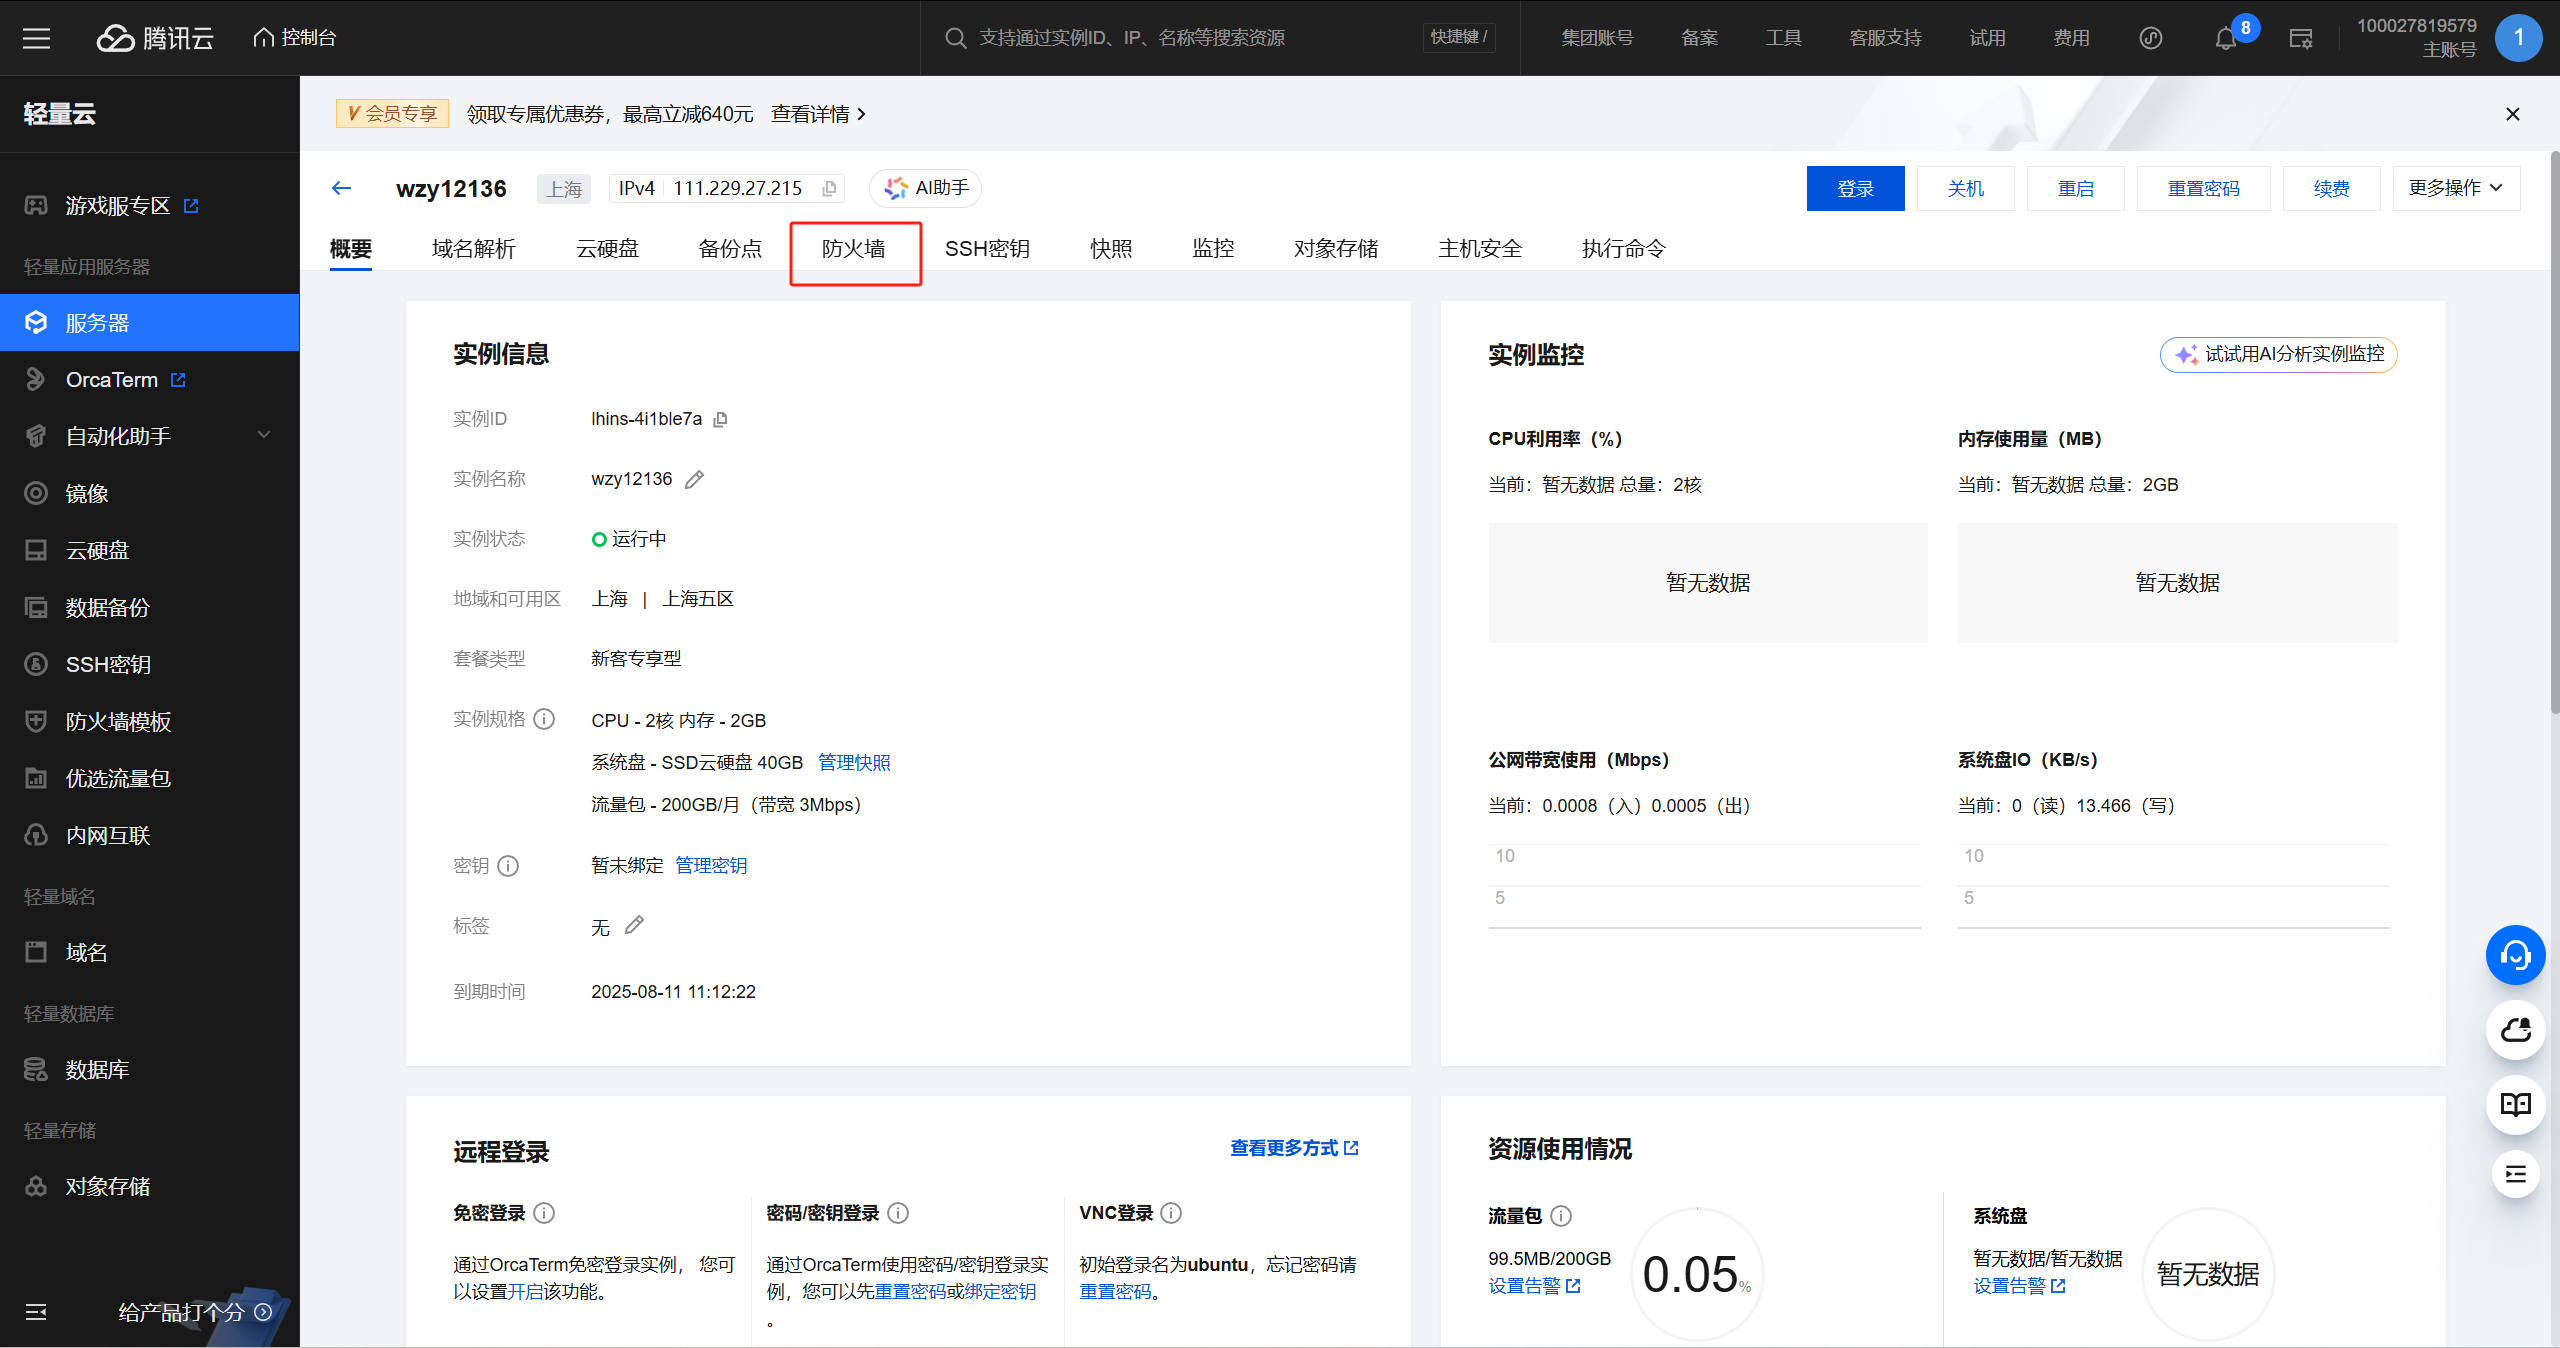 腾讯云
控制台
支持通过实例ID、IP、名称等搜索资源
快捷键 /
集团账号
备案
工具
客服支持
试用
费用
8
100027819579
主账号
1
轻量云
游戏服专区
轻量应用服务器
服务器
OrcaTerm
自动化助手
镜像
云硬盘
数据备份
SSH密钥
防火墙模板
优选流量包
内网互联
轻量域名
域名
轻量数据库
数据库
轻量存储
对象存储
给产品打个分
V 会员专享
领取专属优惠券，最高立减640元 查看详情
wzy12136
上海
IPv4 111.229.27.215
AI助手
登录
关机
重启
重置密码
续费
更多操作
概要
域名解析
云硬盘
备份点
防火墙
SSH密钥
快照
监控
对象存储
主机安全
执行命令
实例信息
实例ID lhins-4i1ble7a
实例名称 wzy12136
实例状态 运行中
地域和可用区 上海 | 上海五区
套餐类型 新客专享型
实例规格 CPU - 2核 内存 - 2GB
系统盘 - SSD云硬盘 40GB 管理快照
流量包 - 200GB/月（带宽 3Mbps）
密钥 暂未绑定 管理密钥
标签 无
到期时间 2025-08-11 11:12:22
实例监控
试试用AI分析实例监控
CPU利用率（%）
当前：暂无数据 总量：2核
暂无数据
内存使用量（MB）
当前：暂无数据 总量：2GB
暂无数据
公网带宽使用（Mbps）
当前：0.0008（入）0.0005（出）
10
5
系统盘IO（KB/s）
当前：0（读）13.466（写）
10
5
远程登录
查看更多方式
免密登录
通过OrcaTerm免密登录实例， 您可
以设置开启该功能。
密码/密钥登录
通过OrcaTerm使用密码/密钥登录实
例，您可以先重置密码或绑定密钥
。
VNC登录
初始登录名为ubuntu，忘记密码请
重置密码。
资源使用情况
流量包
99.5MB/200GB
设置告警
0.05%
系统盘
暂无数据/暂无数据
设置告警
暂无数据